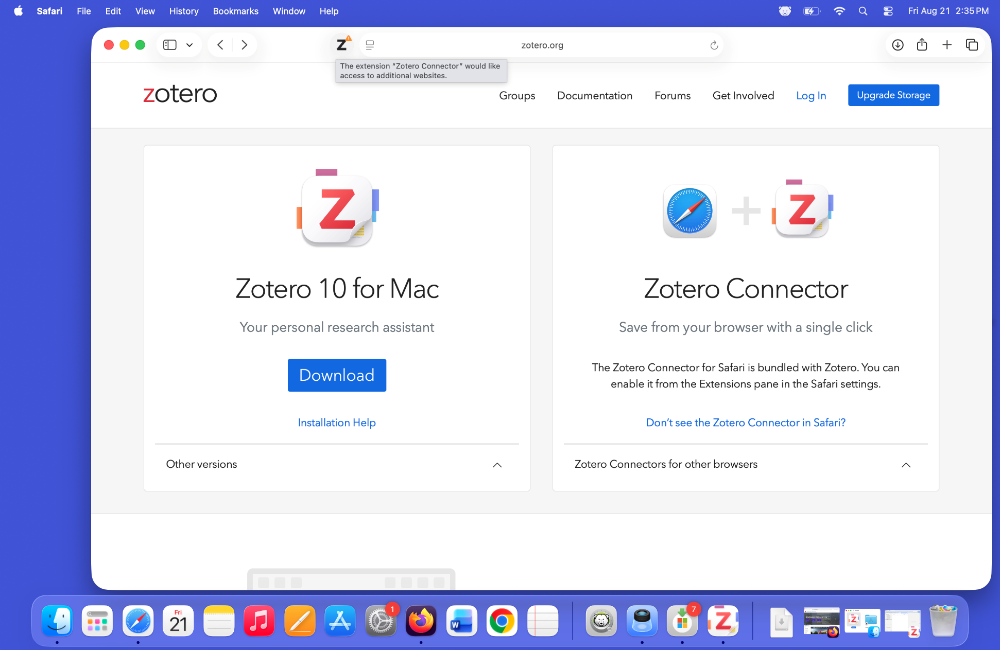 Safari File Edit View History Bookmarks Window Help
Fri Aug 21 2:35 PM
Z
zotero.org
The extension “Zotero Connector” would like
access to additional websites.
zotero
Groups Documentation Forums Get Involved Log In Upgrade Storage
Z
Z
Zotero 10 for Mac
Your personal research assistant
Download
Installation Help
Other versions
Zotero Connector
Save from your browser with a single click
The Zotero Connector for Safari is bundled with Zotero. You can
enable it from the Extensions pane in the Safari settings.
Don’t see the Zotero Connector in Safari?
Zotero Connectors for other browsers
Fri
21
1
W
7
Z
Z
Z